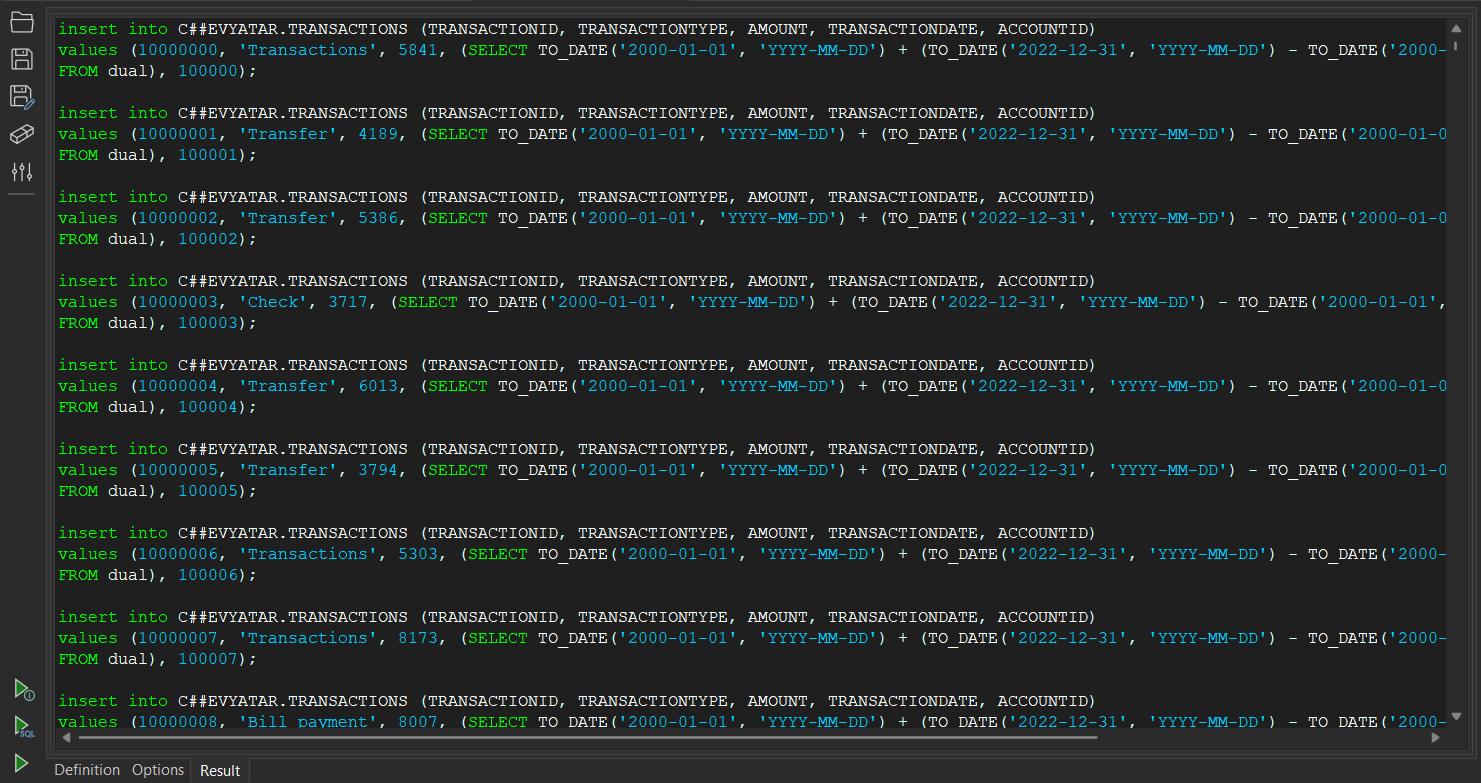 insert into C##EVYATAR.TRANSACTIONS (TRANSACTIONID, TRANSACTIONTYPE, AMOUNT, TRANSACTIONDATE, ACCOUNTID)
values (10000000, 'Transactions', 5841, (SELECT TO_DATE('2000-01-01', 'YYYY-MM-DD') + (TO_DATE('2022-12-31', 'YYYY-MM-DD') - TO_DATE('2000-
FROM dual), 100000);
insert into C##EVYATAR.TRANSACTIONS (TRANSACTIONID, TRANSACTIONTYPE, AMOUNT, TRANSACTIONDATE, ACCOUNTID)
values (10000001, 'Transfer', 4189, (SELECT TO_DATE('2000-01-01', 'YYYY-MM-DD') + (TO_DATE('2022-12-31', 'YYYY-MM-DD') - TO_DATE('2000-01-0
FROM dual), 100001);
insert into C##EVYATAR.TRANSACTIONS (TRANSACTIONID, TRANSACTIONTYPE, AMOUNT, TRANSACTIONDATE, ACCOUNTID)
values (10000002, 'Transfer', 5386, (SELECT TO_DATE('2000-01-01', 'YYYY-MM-DD') + (TO_DATE('2022-12-31', 'YYYY-MM-DD') - TO_DATE('2000-01-0
FROM dual), 100002);
insert into C##EVYATAR.TRANSACTIONS (TRANSACTIONID, TRANSACTIONTYPE, AMOUNT, TRANSACTIONDATE, ACCOUNTID)
values (10000003, 'Check', 3717, (SELECT TO_DATE('2000-01-01', 'YYYY-MM-DD') + (TO_DATE('2022-12-31', 'YYYY-MM-DD') - TO_DATE('2000-01-01',
FROM dual), 100003);
insert into C##EVYATAR.TRANSACTIONS (TRANSACTIONID, TRANSACTIONTYPE, AMOUNT, TRANSACTIONDATE, ACCOUNTID)
values (10000004, 'Transfer', 6013, (SELECT TO_DATE('2000-01-01', 'YYYY-MM-DD') + (TO_DATE('2022-12-31', 'YYYY-MM-DD') - TO_DATE('2000-01-0
FROM dual), 100004);
insert into C##EVYATAR.TRANSACTIONS (TRANSACTIONID, TRANSACTIONTYPE, AMOUNT, TRANSACTIONDATE, ACCOUNTID)
values (10000005, 'Transfer', 3794, (SELECT TO_DATE('2000-01-01', 'YYYY-MM-DD') + (TO_DATE('2022-12-31', 'YYYY-MM-DD') - TO_DATE('2000-01-0
FROM dual), 100005);
insert into C##EVYATAR.TRANSACTIONS (TRANSACTIONID, TRANSACTIONTYPE, AMOUNT, TRANSACTIONDATE, ACCOUNTID)
values (10000006, 'Transactions', 5303, (SELECT TO_DATE('2000-01-01', 'YYYY-MM-DD') + (TO_DATE('2022-12-31', 'YYYY-MM-DD') - TO_DATE('2000-
FROM dual), 100006);
insert into C##EVYATAR.TRANSACTIONS (TRANSACTIONID, TRANSACTIONTYPE, AMOUNT, TRANSACTIONDATE, ACCOUNTID)
values (10000007, 'Transactions', 8173, (SELECT TO_DATE('2000-01-01', 'YYYY-MM-DD') + (TO_DATE('2022-12-31', 'YYYY-MM-DD') - TO_DATE('2000-
FROM dual), 100007);
insert into C##EVYATAR.TRANSACTIONS (TRANSACTIONID, TRANSACTIONTYPE, AMOUNT, TRANSACTIONDATE, ACCOUNTID)
values (10000008, 'Bill payment', 8007, (SELECT TO DATE('2000-01-01', 'YYYY-MM-DD') + (TO DATE('2022-12-31', 'YYYY-MM-DD') - TO DATE('2000-
SQL
Definition Options Result